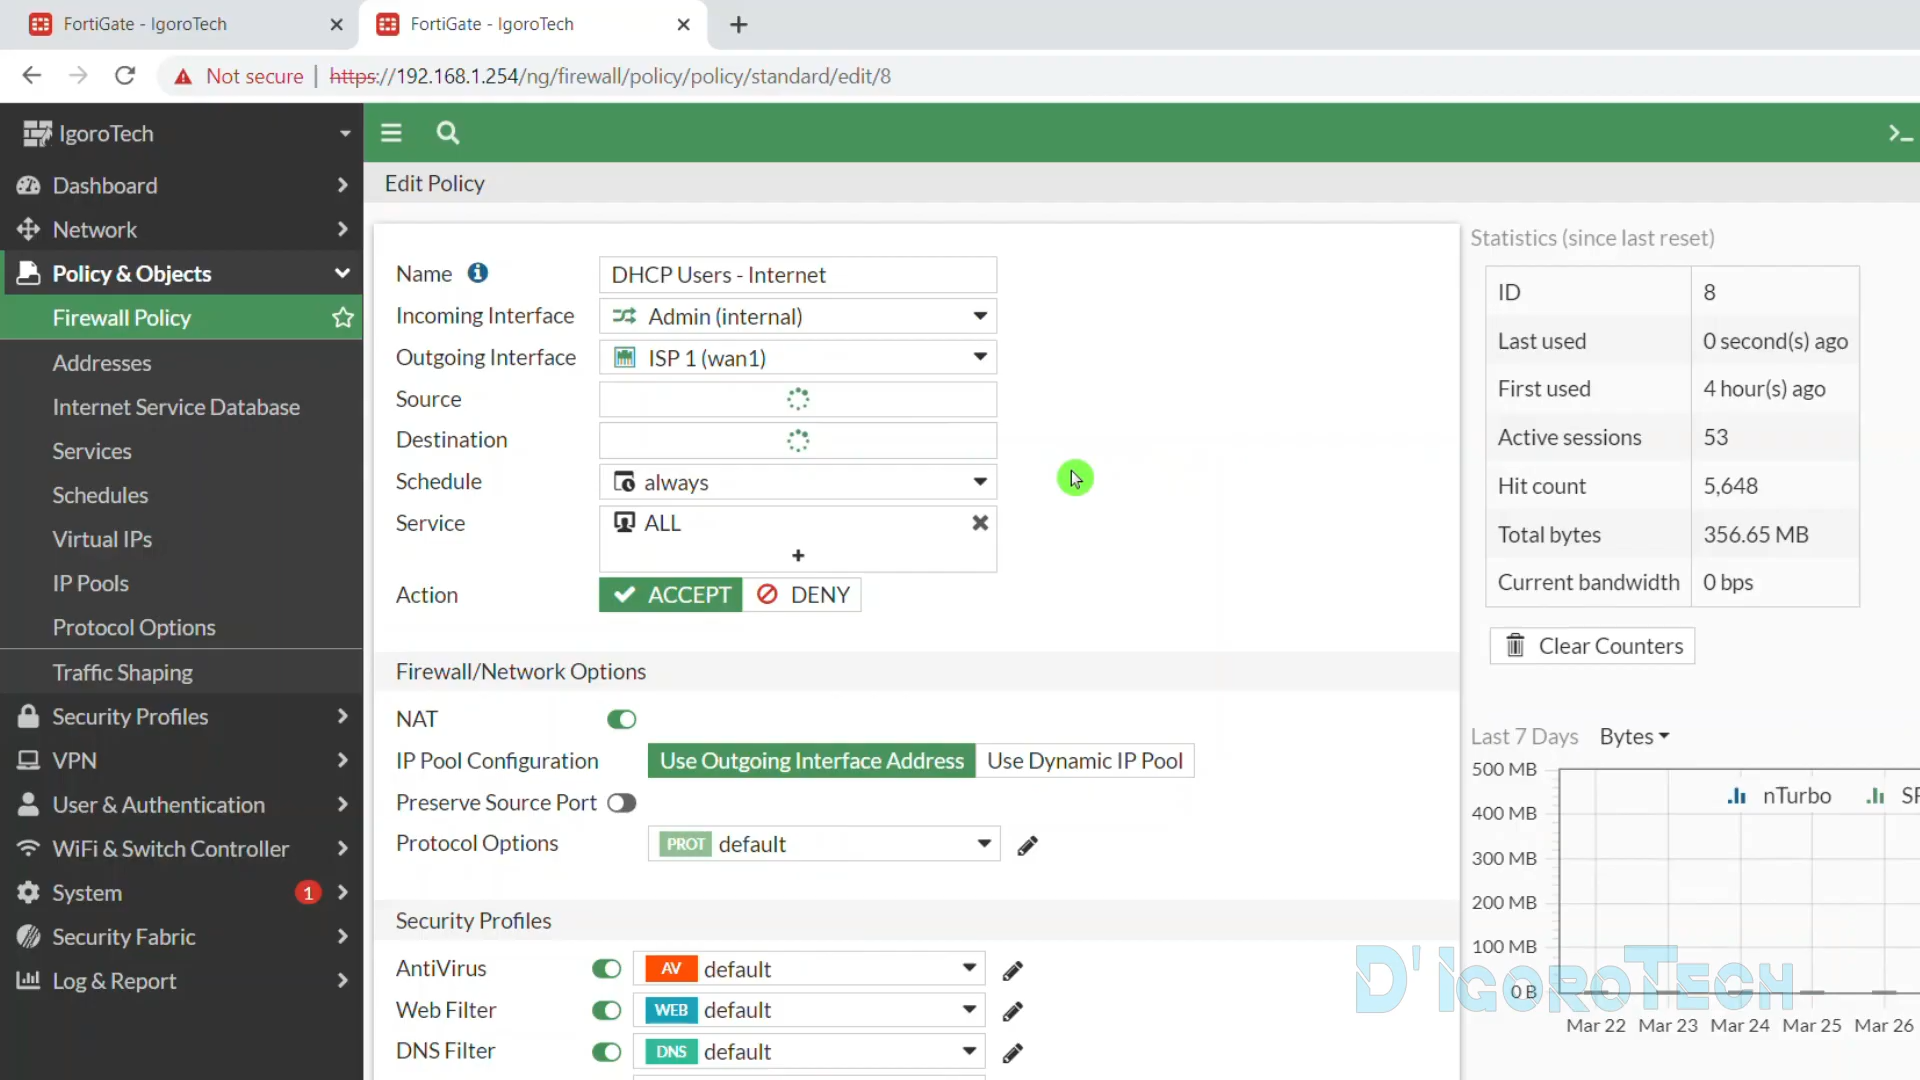 FortiGate - IgoroTech
FortiGate - IgoroTech
Not secure | https://192.168.1.254/ng/firewall/policy/policy/standard/edit/8
IgoroTech
Dashboard
Network
Policy & Objects
Firewall Policy
Addresses
Internet Service Database
Services
Schedules
Virtual IPs
IP Pools
Protocol Options
Traffic Shaping
Security Profiles
VPN
User & Authentication
WiFi & Switch Controller
System 1
Security Fabric
Log & Report
Edit Policy
Name DHCP Users - Internet
Incoming Interface Admin (internal)
Outgoing Interface ISP 1 (wan1)
Source
Destination
Schedule always
Service ALL
Action ACCEPT DENY
Firewall/Network Options
NAT
IP Pool Configuration Use Outgoing Interface Address Use Dynamic IP Pool
Preserve Source Port
Protocol Options PROT default
Security Profiles
AntiVirus AV default
Web Filter WEB default
DNS Filter DNS default
Statistics (since last reset)
ID 8
Last used 0 second(s) ago
First used 4 hour(s) ago
Active sessions 53
Hit count 5,648
Total bytes 356.65 MB
Current bandwidth 0 bps
Clear Counters
Last 7 Days Bytes
500 MB
nTurbo
400 MB
300 MB
200 MB
100 MB
0 B
Mar 22 Mar 23 Mar 24 Mar 25 Mar 26
D'IgoroTech